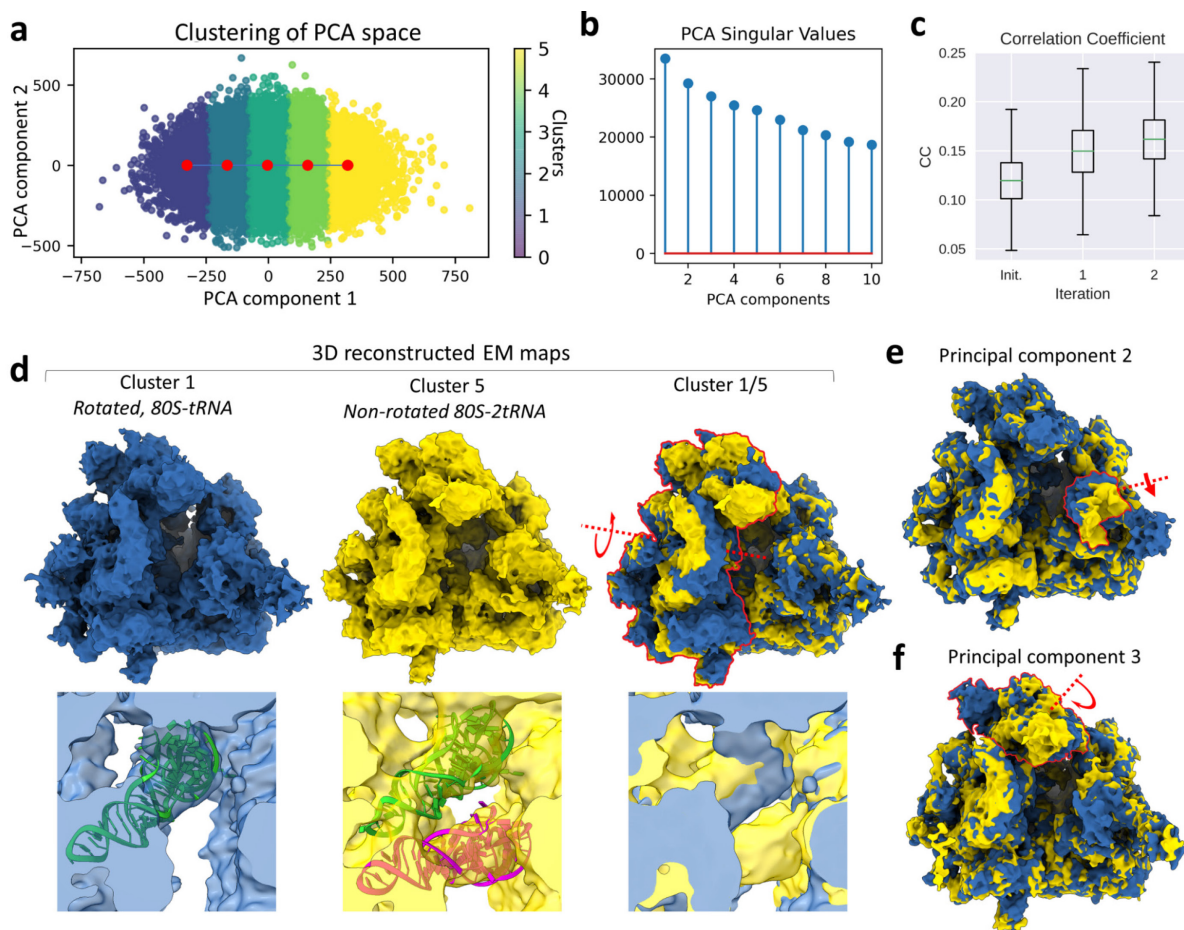 a
Clustering of PCA space
PCA component 2
500
0
−500
−750
−500
−250
0
250
500
750
PCA component 1
5
4
3
2
1
0
Clusters
b
PCA Singular Values
30000
20000
10000
0
2
4
6
8
10
PCA components
c
Correlation Coefficient
CC
0.25
0.20
0.15
0.10
0.05
Init.
1
2
Iteration
d
3D reconstructed EM maps
Cluster 1
Rotated, 80S-tRNA
Cluster 5
Non-rotated 80S-2tRNA
Cluster 1/5
e
Principal component 2
f
Principal component 3